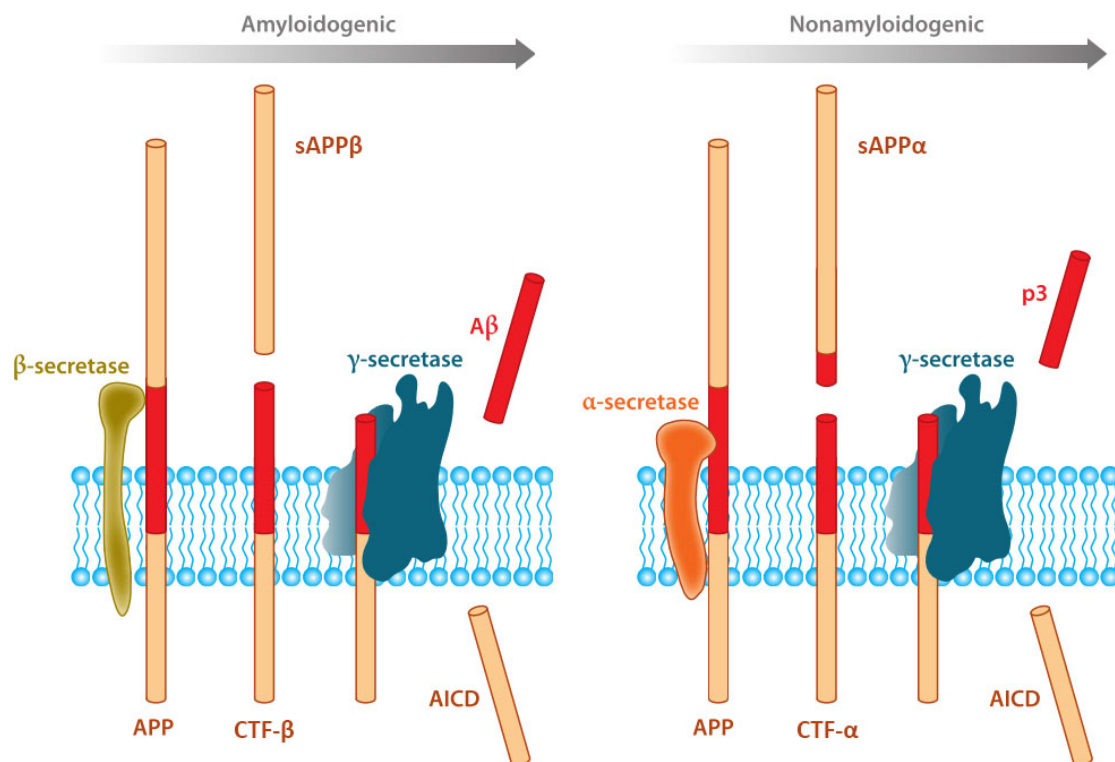 Amyloidogenic
sAPPβ
Aβ
β-secretase
γ-secretase
AICD
APP
CTF-β
Nonamyloidogenic
sAPPα
p3
γ-secretase
α-secretase
AICD
APP
CTF-α